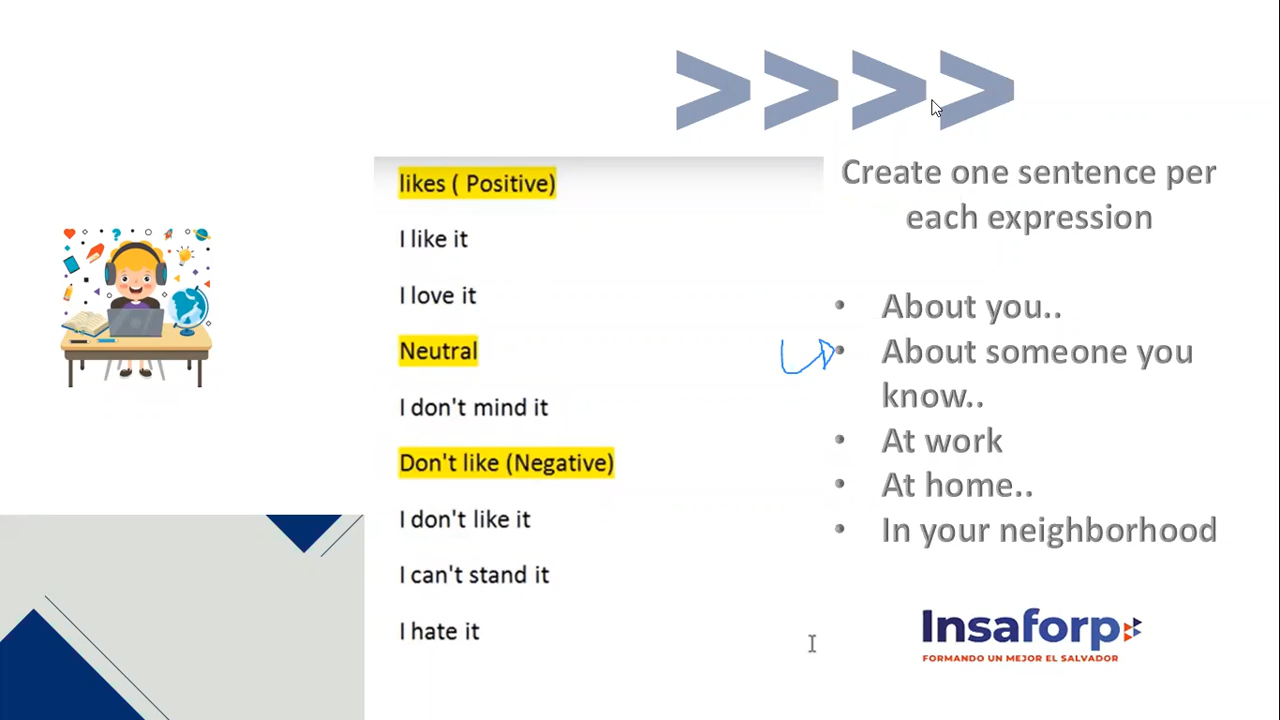 >>>>
likes ( Positive)
I like it
I love it
Neutral
I don't mind it
Don't like (Negative)
I don't like it
I can't stand it
I hate it
Create one sentence per
each expression
• About you..
• About someone you
know..
• At work
• At home..
• In your neighborhood
Insaforp
FORMANDO UN MEJOR EL SALVADOR